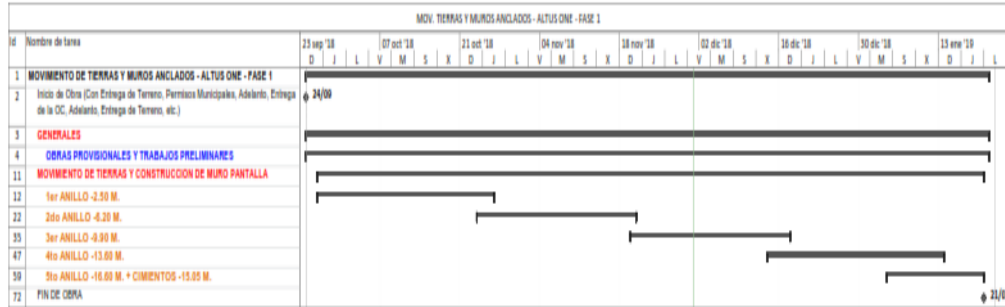 MOV. TIERRAS Y MUROS ANCLADOS - ALTUS ONE - FASE 1
Id Nombre de tarea 23 sep '18 07 oct '18 21 oct '18 04 nov '18 18 nov '18 02 dic '18 16 dic '18 30 dic '18 13 ene '19
D J L V M S X D J L V M S X D J L V M S X D J L V M S X D J L
1 MOVIMIENTO DE TIERRAS Y MUROS ANCLADOS - ALTUS ONE - FASE 1
2 Inicio de Obra (Con Entrega de Terreno, Permisos Municipales, Adelanto, Entrega 24/09
de la OC, Adelanto, Entrega de Terreno, etc.)
3 GENERALES
4 OBRAS PROVISIONALES Y TRABAJOS PRELIMINARES
11 MOVIMIENTO DE TIERRAS Y CONSTRUCCION DE MURO PANTALLA
12 1er ANILLO -2.50 M.
22 2do ANILLO -6.20 M.
35 3er ANILLO -9.90 M.
47 4to ANILLO -13.60 M.
59 5to ANILLO -16.60 M. + CIMIENTOS -15.05 M.
72 FIN DE OBRA